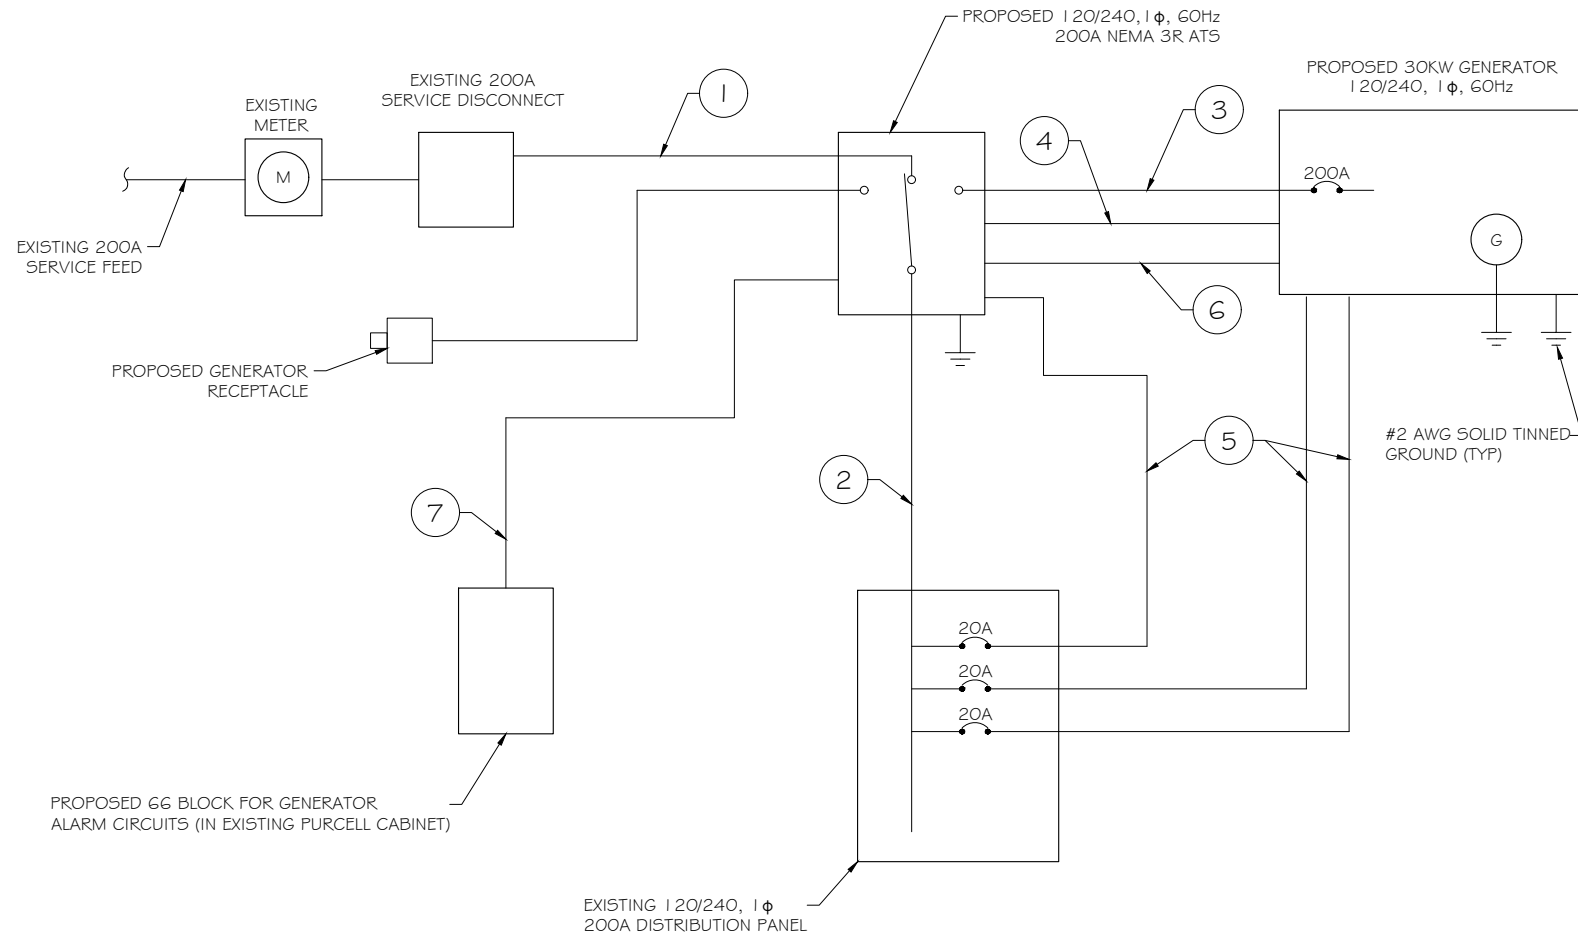 PROPOSED 120/240,1ϕ, 60Hz
200A NEMA 3R ATS
EXISTING 200A
SERVICE DISCONNECT
1
PROPOSED 30KW GENERATOR
120/240, 1ϕ, 60Hz
EXISTING
METER
3
4
M
200A
EXISTING 200A
SERVICE FEED
G
6
PROPOSED GENERATOR
RECEPTACLE
5
#2 AWG SOLID TINNED
GROUND (TYP)
2
7
20A
20A
20A
PROPOSED 66 BLOCK FOR GENERATOR
ALARM CIRCUITS (IN EXISTING PURCELL CABINET)
EXISTING 120/240, 1ϕ
200A DISTRIBUTION PANEL